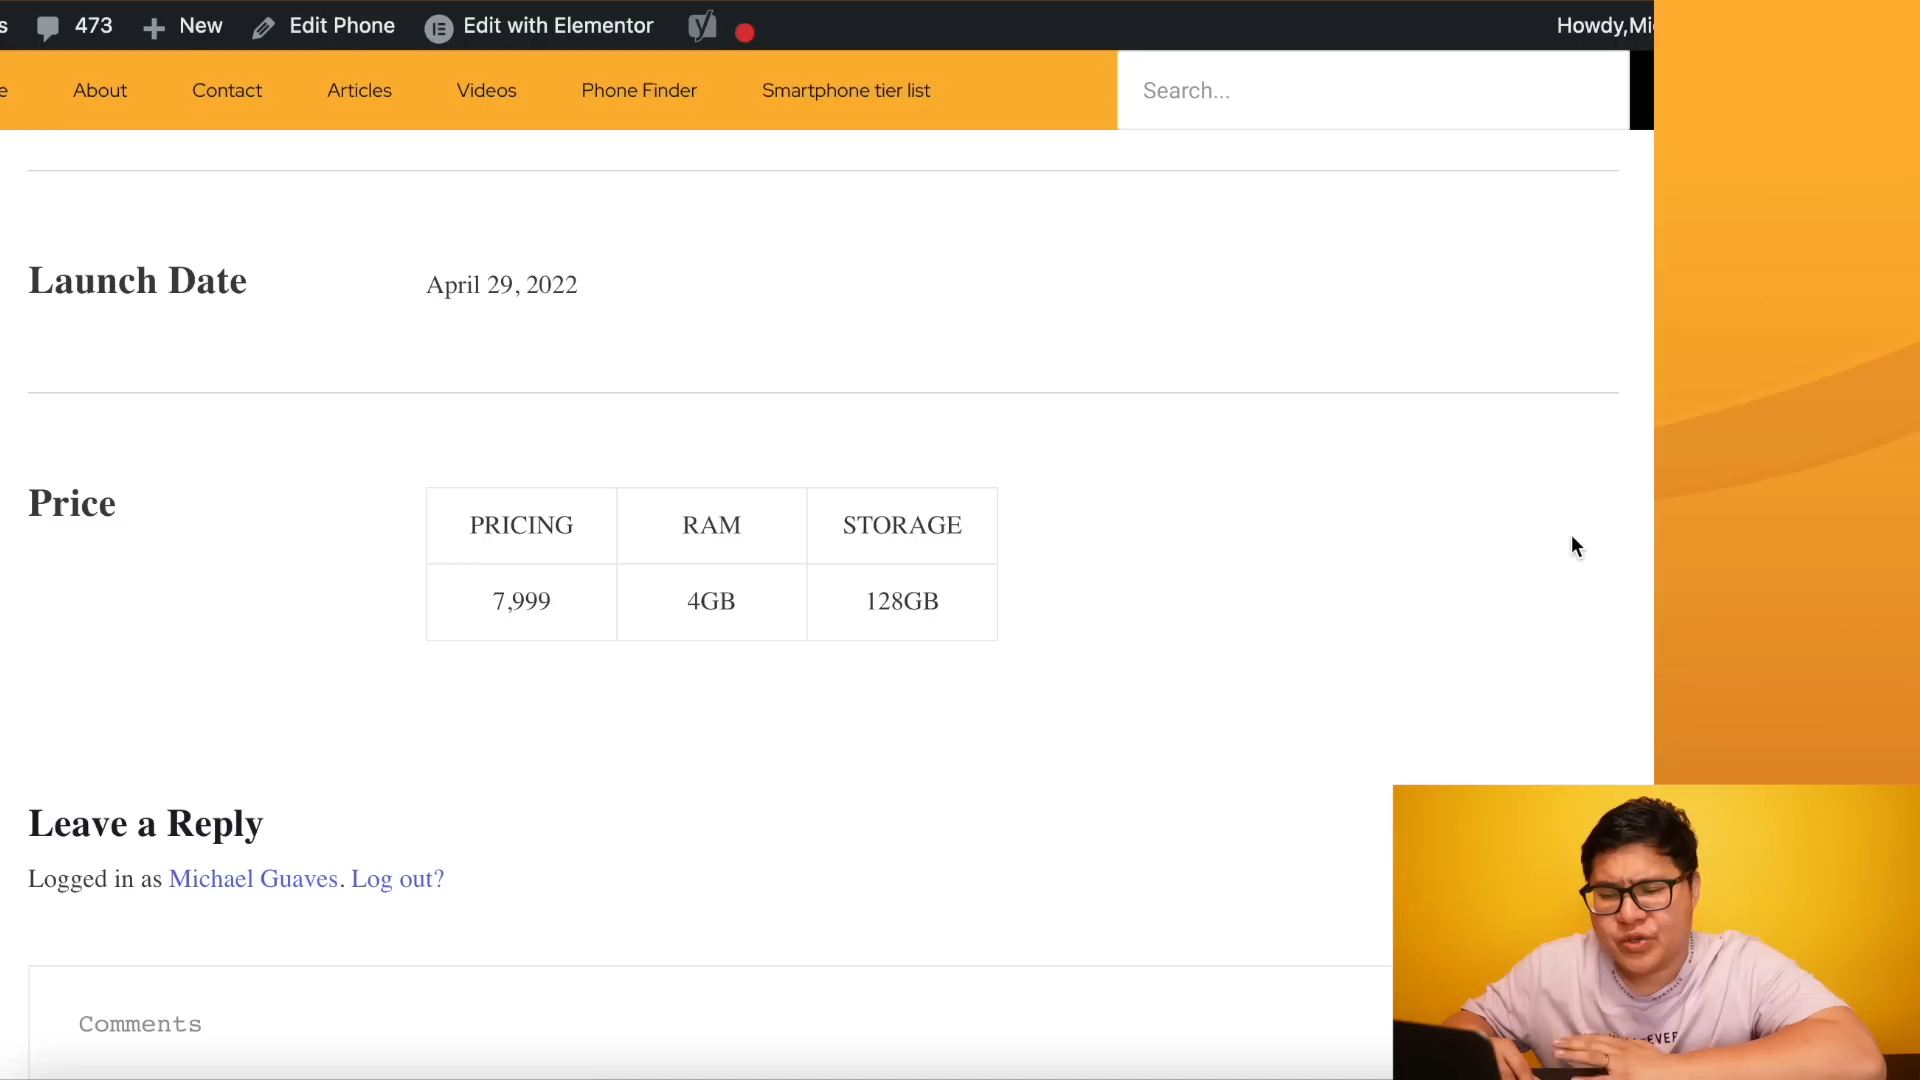 s 473 New Edit Phone Edit with Elementor Howdy,Mi
e About Contact Articles Videos Phone Finder Smartphone tier list Search...
Launch Date April 29, 2022
Price
PRICING RAM STORAGE
7,999 4GB 128GB
Leave a Reply
Logged in as Michael Guaves. Log out?
Comments